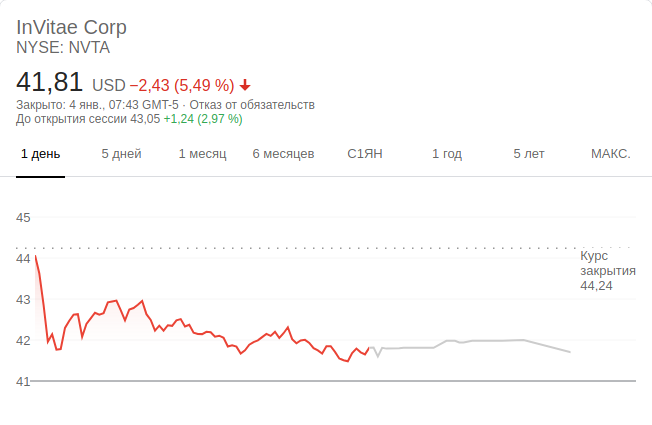 InVitae Corp
NYSE: NVTA
41,81 USD −2,43 (5,49 %)
Закрыто: 4 янв., 07:43 GMT-5 · Отказ от обязательств
До открытия сессии 43,05 +1,24 (2,97 %)
1 день 5 дней 1 месяц 6 месяцев С1ЯН 1 год 5 лет МАКС.
45
44
43
42
41
Курс
закрытия
44,24